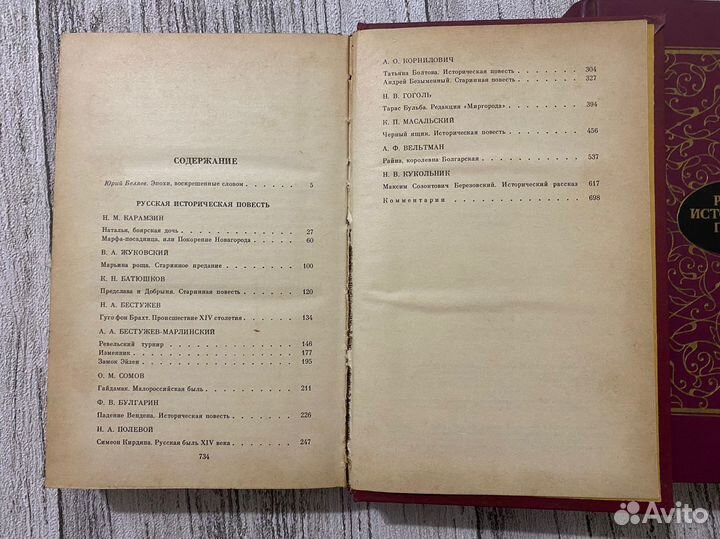 СОДЕРЖАНИЕ
Юрий Беляев. Эпохи, воскрешенные словом . . . . . . 5
РУССКАЯ ИСТОРИЧЕСКАЯ ПОВЕСТЬ
Н. М. КАРАМЗИН
Наталья, боярская дочь . . . . . . . . . . . 27
Марфа-посадница, или Покорение Новагорода . . . . . 60
В. А. ЖУКОВСКИЙ
Марьина роща. Старинное предание . . . . . . . 100
К. Н. БАТЮШКОВ
Предслава и Добрыня. Старинная повесть . . . . . . 120
Н. А. БЕСТУЖЕВ
Гуго фон Брахт. Происшествие XIV столетия . . . . . 134
А. А. БЕСТУЖЕВ-МАРЛИНСКИЙ
Ревельский турнир . . . . . . . . . . . . 146
Изменник . . . . . . . . . . . . . . . 177
Замок Эйзен . . . . . . . . . . . . . . 195
О. М. СОМОВ
Гайдамак. Малороссийская быль . . . . . . . . 211
Ф. В. БУЛГАРИН
Падение Вендена. Историческая повесть . . . . . . 226
Н. А. ПОЛЕВОЙ
Симеон Кирдяпа. Русская быль XIV века . . . . . . 247
734
А. О. КОРНИЛОВИЧ
Татьяна Болтова. Историческая повесть . . . . . . 304
Андрей Безыменный. Старинная повесть . . . . . . 327
Н. В. ГОГОЛЬ
Тарас Бульба. Редакция «Миргорода» . . . . . . . 394
К. П. МАСАЛЬСКИЙ
Черный ящик. Историческая повесть . . . . . . . 456
А. Ф. ВЕЛЬТМАН
Райна, королевна Болгарская . . . . . . . . . 537
Н. В. КУКОЛЬНИК
Максим Созонтович Березовский. Исторический рассказ 617
Комментарии . . . . . . . . . . . . . . 698
Avito